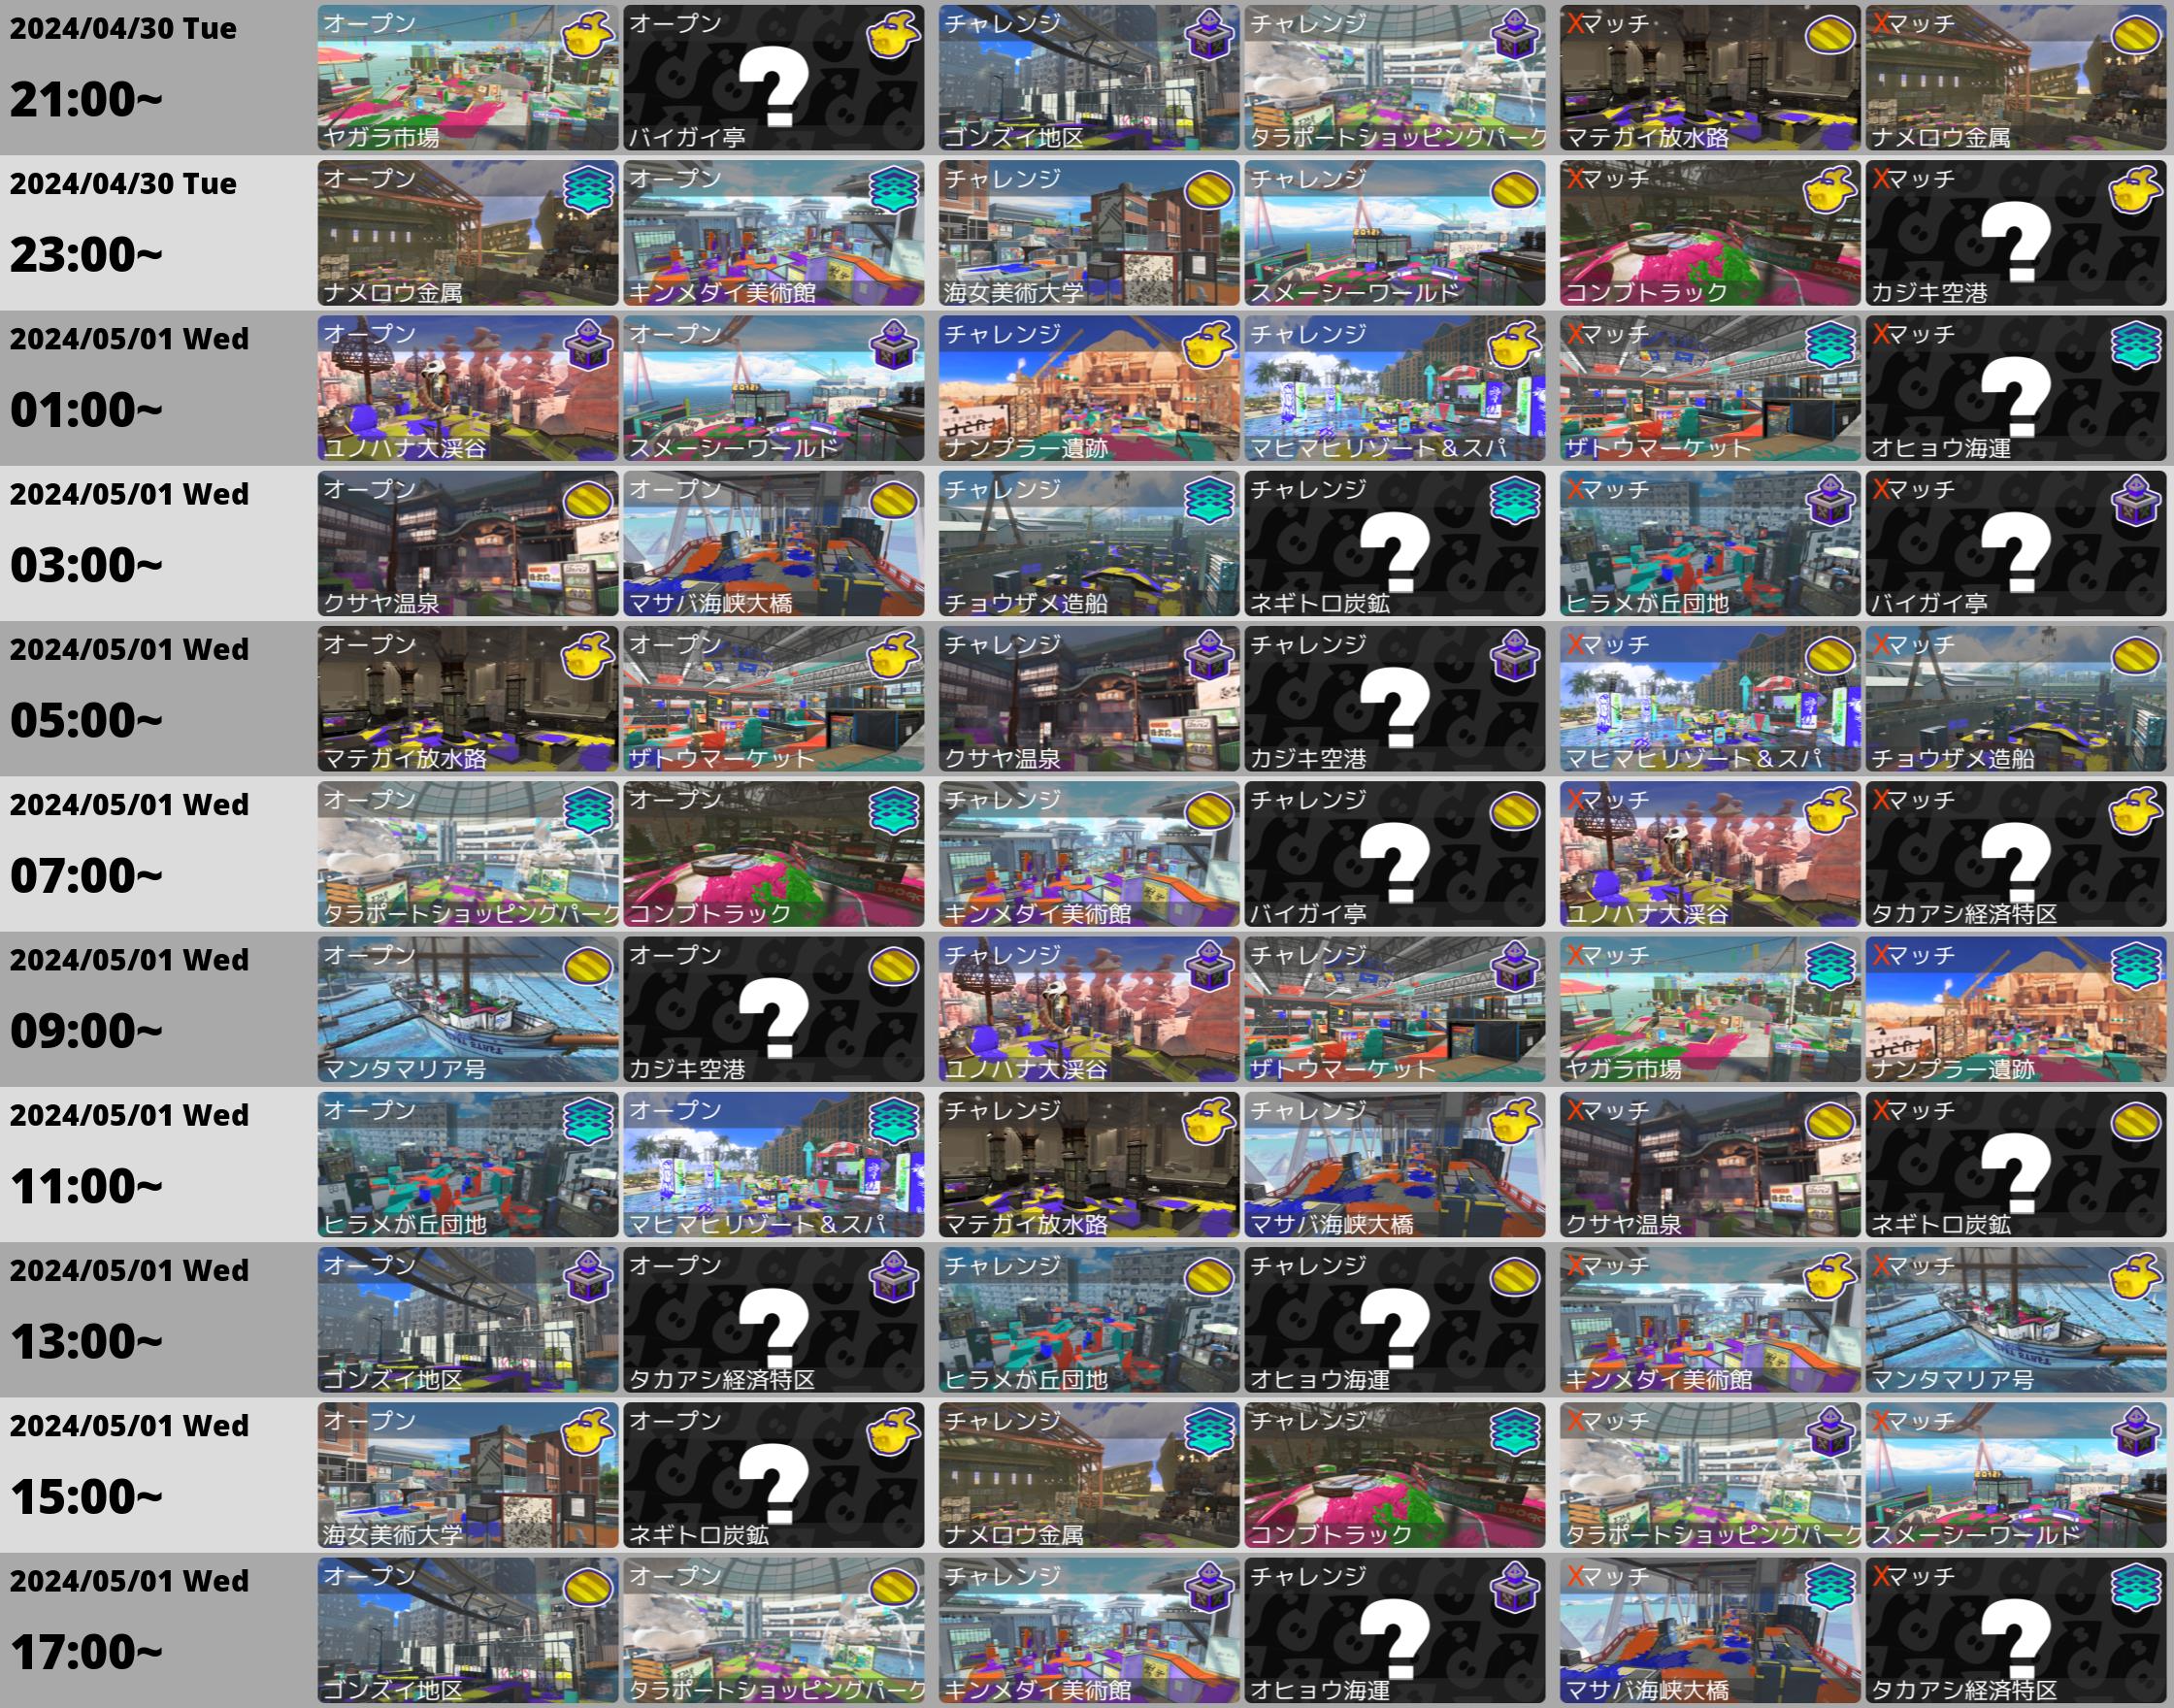 2024/04/30 Tue
21:00~
オープン
ヤガラ市場
オープン
バイガイ亭
チャレンジ
ゴンズイ地区
チャレンジ
タラポートショッピングパーク
Xマッチ
マテガイ放水路
Xマッチ
ナメロウ金属
2024/04/30 Tue
23:00~
オープン
ナメロウ金属
オープン
キンメダイ美術館
チャレンジ
海女美術大学
チャレンジ
スメーシーワールド
Xマッチ
コンブトラック
Xマッチ
カジキ空港
2024/05/01 Wed
01:00~
オープン
ユノハナ大渓谷
オープン
スメーシーワールド
チャレンジ
ナンプラー遺跡
チャレンジ
マヒマヒリゾート＆スパ
Xマッチ
ザトウマーケット
Xマッチ
オヒョウ海運
2024/05/01 Wed
03:00~
オープン
クサヤ温泉
オープン
マサバ海峡大橋
チャレンジ
チョウザメ造船
チャレンジ
ネギトロ炭鉱
Xマッチ
ヒラメが丘団地
Xマッチ
バイガイ亭
2024/05/01 Wed
05:00~
オープン
マテガイ放水路
オープン
ザトウマーケット
チャレンジ
クサヤ温泉
チャレンジ
カジキ空港
Xマッチ
マヒマヒリゾート＆スパ
Xマッチ
チョウザメ造船
2024/05/01 Wed
07:00~
オープン
タラポートショッピングパーク
オープン
コンブトラック
チャレンジ
キンメダイ美術館
チャレンジ
バイガイ亭
Xマッチ
ユノハナ大渓谷
Xマッチ
タカアシ経済特区
2024/05/01 Wed
09:00~
オープン
マンタマリア号
オープン
カジキ空港
チャレンジ
ユノハナ大渓谷
チャレンジ
ザトウマーケット
Xマッチ
ヤガラ市場
Xマッチ
ナンプラー遺跡
2024/05/01 Wed
11:00~
オープン
ヒラメが丘団地
オープン
マヒマヒリゾート＆スパ
チャレンジ
マテガイ放水路
チャレンジ
マサバ海峡大橋
Xマッチ
クサヤ温泉
Xマッチ
ネギトロ炭鉱
2024/05/01 Wed
13:00~
オープン
ゴンズイ地区
オープン
タカアシ経済特区
チャレンジ
ヒラメが丘団地
チャレンジ
オヒョウ海運
Xマッチ
キンメダイ美術館
Xマッチ
マンタマリア号
2024/05/01 Wed
15:00~
オープン
海女美術大学
オープン
ネギトロ炭鉱
チャレンジ
ナメロウ金属
チャレンジ
コンブトラック
Xマッチ
タラポートショッピングパーク
Xマッチ
スメーシーワールド
2024/05/01 Wed
17:00~
オープン
ゴンズイ地区
オープン
タラポートショッピングパーク
チャレンジ
キンメダイ美術館
チャレンジ
オヒョウ海運
Xマッチ
マサバ海峡大橋
Xマッチ
タカアシ経済特区